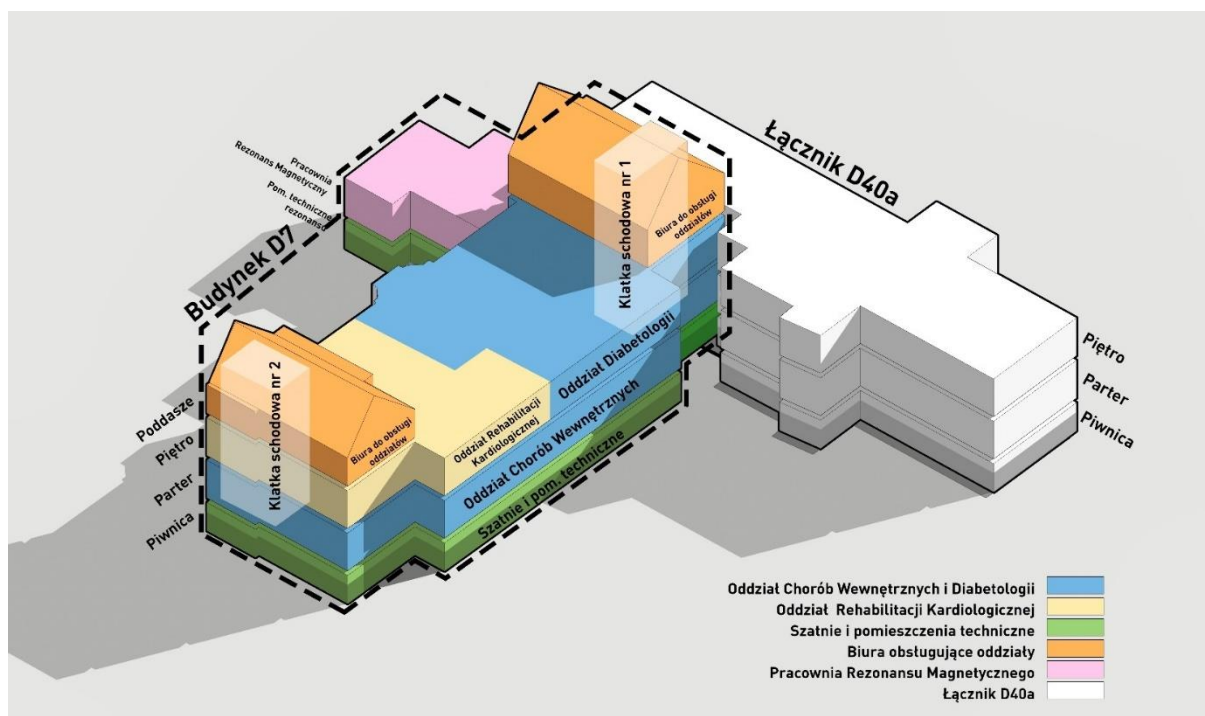 Łącznik D40a
Pracownia
Rezonans Magnetyczny
Pom. techniczne
rezonansu
Budynek D7
Klatka schodowa nr 1
Biura do obsługi
oddziałów
Klatka schodowa nr 2
Biura do obsługi
oddziałów
Oddział Rehabilitacji
Kardiologicznej
Oddział Diabetologii
Oddział Chorób Wewnętrznych
Szatnie i pom. techniczne
Poddasze
Piętro
Parter
Piwnica
Piętro
Parter
Piwnica
Oddział Chorób Wewnętrznych i Diabetologii
Oddział Rehabilitacji Kardiologicznej
Szatnie i pomieszczenia techniczne
Biura obsługujące oddziały
Pracownia Rezonansu Magnetycznego
Łącznik D40a